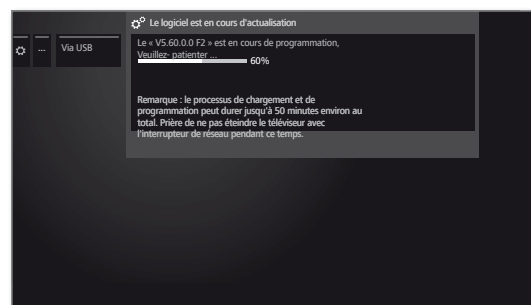 Le logiciel est en cours d'actualisation
... Via USB
Le « V5.60.0.0 F2 » est en cours de programmation,
Veuillez- patienter ...
60%
Remarque : le processus de chargement et de
programmation peut durer jusqu'à 50 minutes environ au
total. Prière de ne pas éteindre le téléviseur avec
l'interrupteur de réseau pendant ce temps.